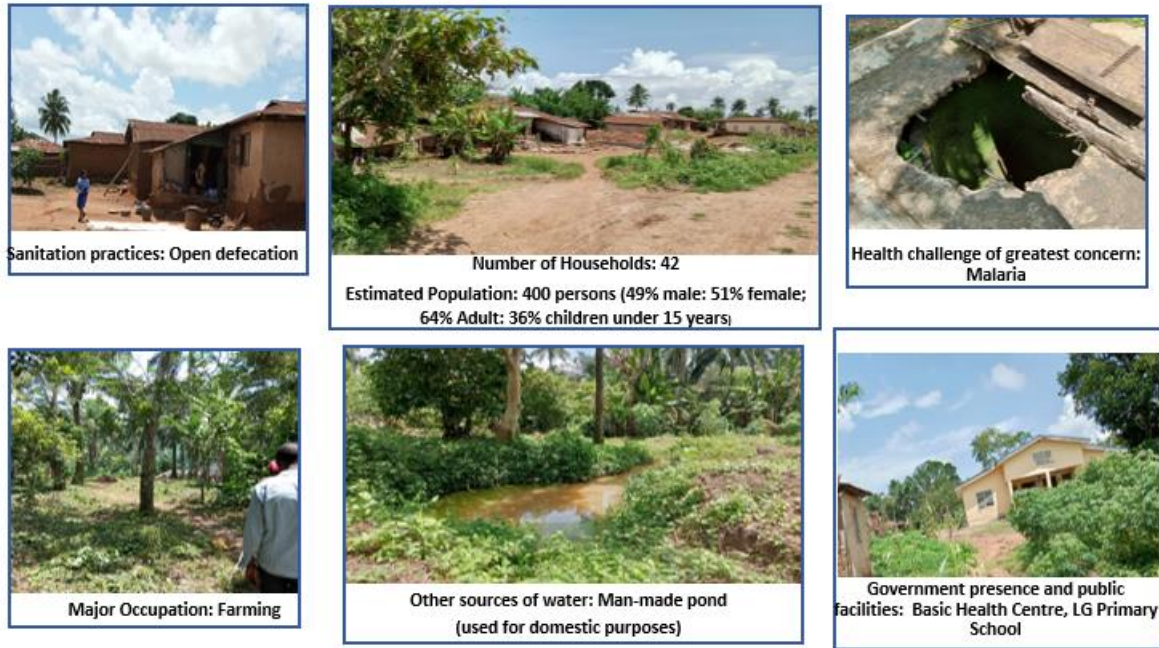 Sanitation practices: Open defecation
Number of Households: 42
Estimated Population: 400 persons (49% male: 51% female;
64% Adult: 36% children under 15 years)
Health challenge of greatest concern:
Malaria
Major Occupation: Farming
Other sources of water: Man-made pond
(used for domestic purposes)
Government presence and public
facilities: Basic Health Centre, LG Primary
School